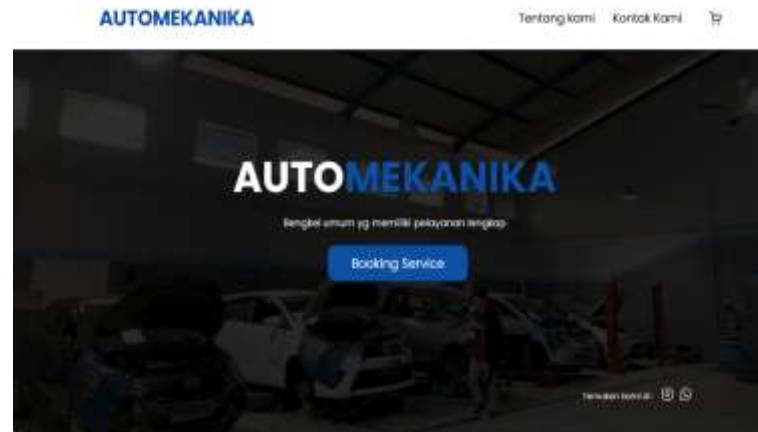 AUTOMEKANIKA
Tentang kami Kontak Kami
AUTOMEKANIKA
Bengkel umum yg memiliki pelayanan lengkap
Booking Service
Temukan kami di :